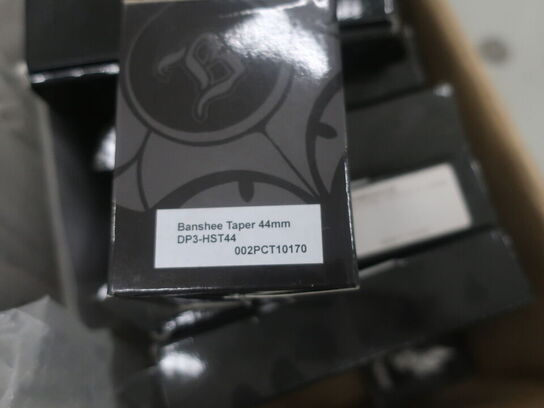 B
Banshee Taper 44mm
DP3-HST44
002PCT10170